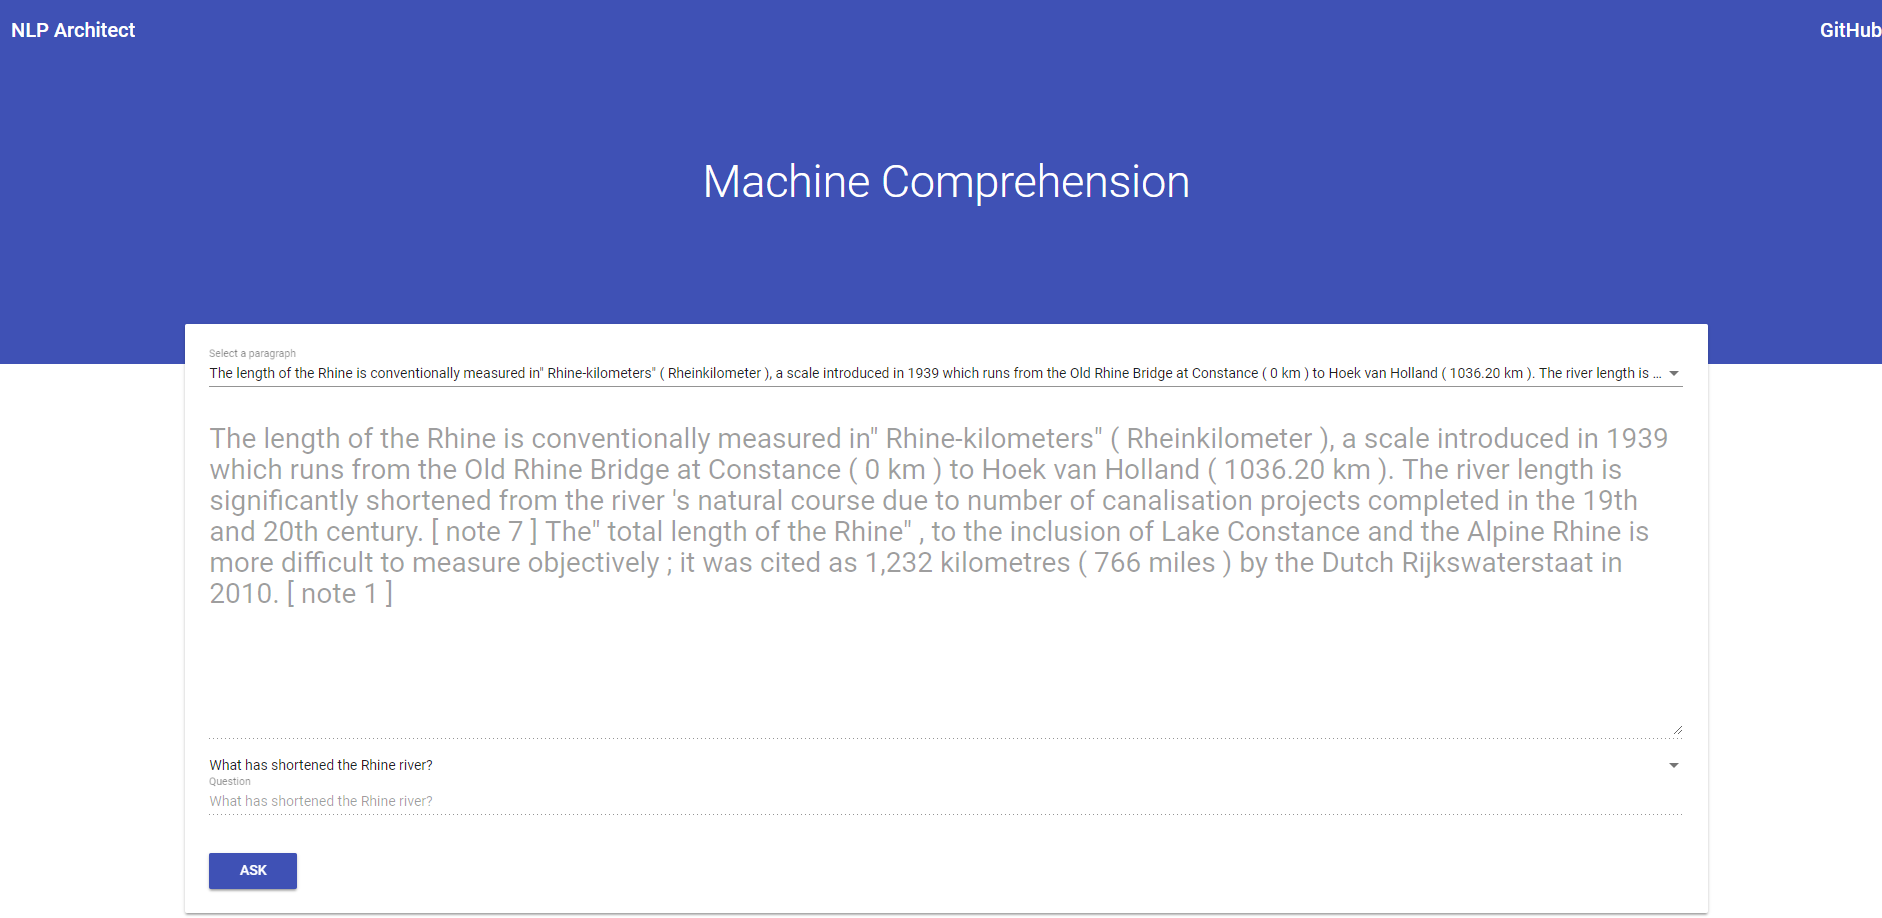 NLP Architect
GitHub
Machine Comprehension
Select a paragraph
The length of the Rhine is conventionally measured in" Rhine-kilometers" ( Rheinkilometer ), a scale introduced in 1939 which runs from the Old Rhine Bridge at Constance ( 0 km ) to Hoek van Holland ( 1036.20 km ). The river length is ...
The length of the Rhine is conventionally measured in" Rhine-kilometers" ( Rheinkilometer ), a scale introduced in 1939
which runs from the Old Rhine Bridge at Constance ( 0 km ) to Hoek van Holland ( 1036.20 km ). The river length is
significantly shortened from the river 's natural course due to number of canalisation projects completed in the 19th
and 20th century. [ note 7 ] The" total length of the Rhine" , to the inclusion of Lake Constance and the Alpine Rhine is
more difficult to measure objectively ; it was cited as 1,232 kilometres ( 766 miles ) by the Dutch Rijkswaterstaat in
2010. [ note 1 ]
What has shortened the Rhine river?
Question
What has shortened the Rhine river?
ASK